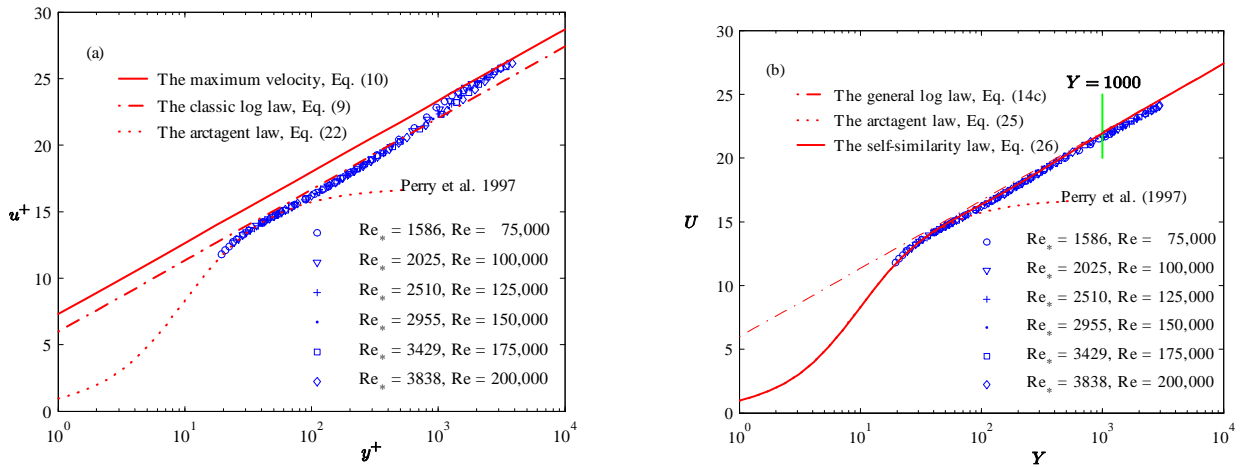 (a)
The maximum velocity, Eq. (10)
The classic log law, Eq. (9)
The arctagent law, Eq. (22)
Perry et al. 1997
Re* = 1586, Re = 75,000
Re* = 2025, Re = 100,000
Re* = 2510, Re = 125,000
Re* = 2955, Re = 150,000
Re* = 3429, Re = 175,000
Re* = 3838, Re = 200,000
30
25
20
15
10
5
0
u+
10^0
10^1
10^2
10^3
10^4
y+
(b)
Y = 1000
The general log law, Eq. (14c)
The arctagent law, Eq. (25)
The self-similarity law, Eq. (26)
Perry et al. (1997)
Re* = 1586, Re = 75,000
Re* = 2025, Re = 100,000
Re* = 2510, Re = 125,000
Re* = 2955, Re = 150,000
Re* = 3429, Re = 175,000
Re* = 3838, Re = 200,000
30
25
20
15
10
5
0
U
10^0
10^1
10^2
10^3
10^4
Y